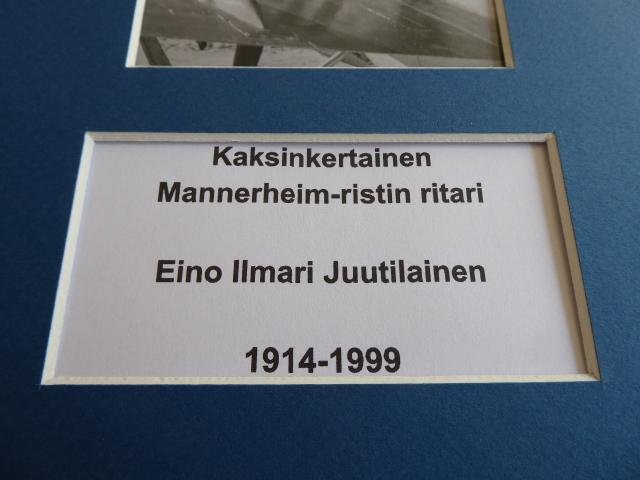 Kaksinkertainen
Mannerheim-ristin ritari
Eino Ilmari Juutilainen
1914-1999